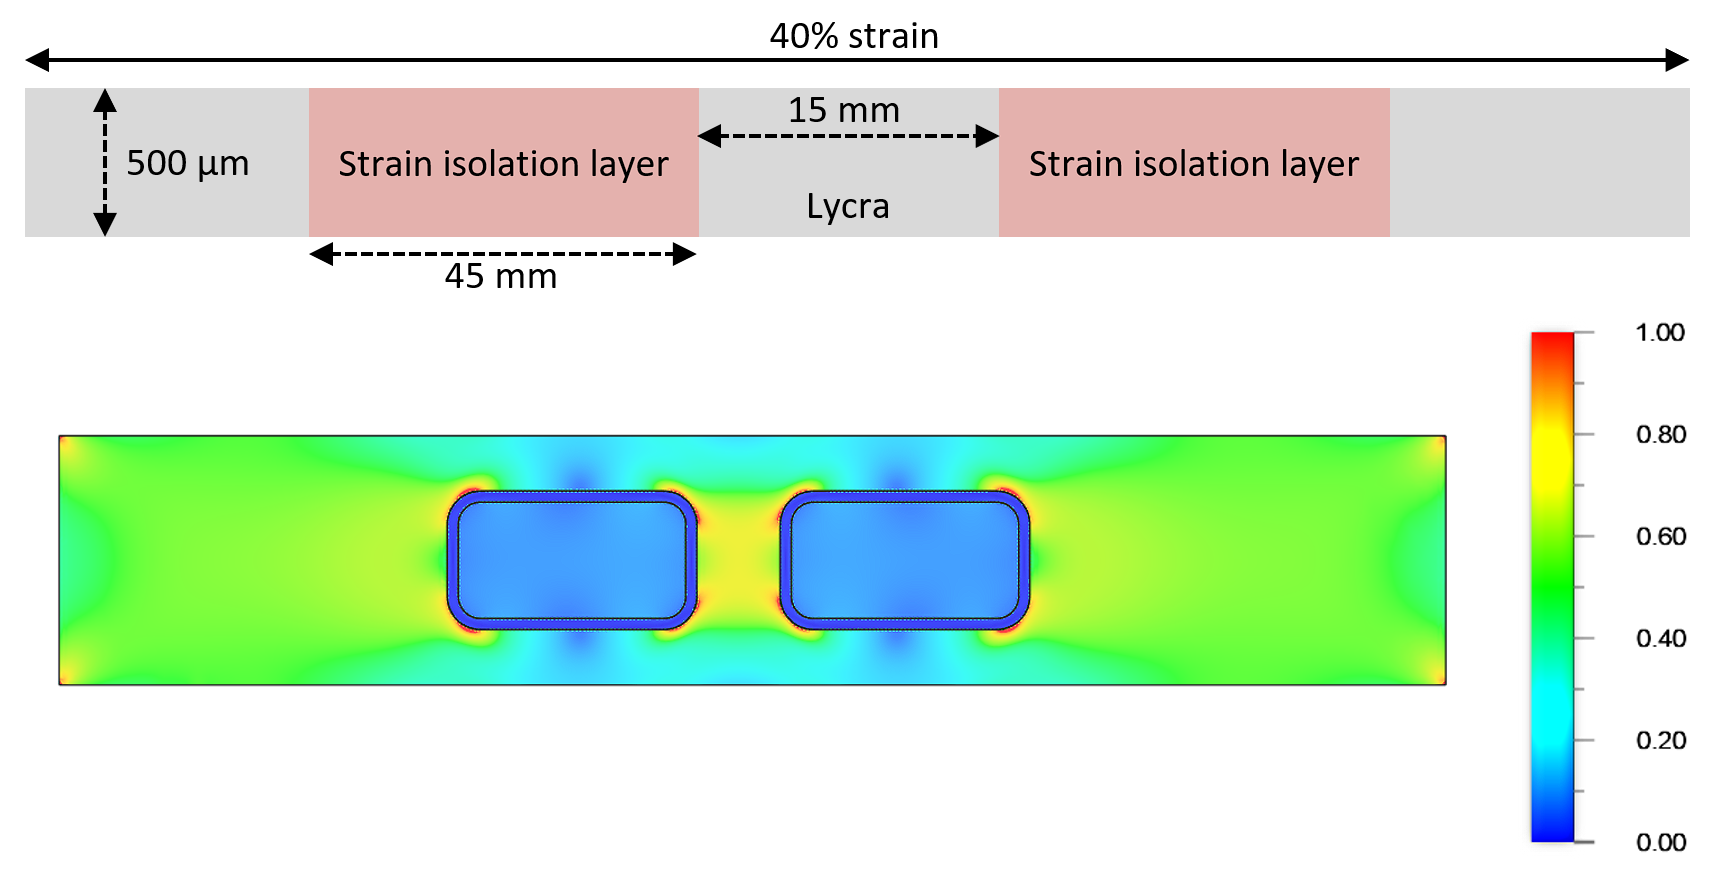 40% strain
15 mm
500 µm
Strain isolation layer
Strain isolation layer
Lycra
45 mm
1.00
0.80
0.60
0.40
0.20
0.00